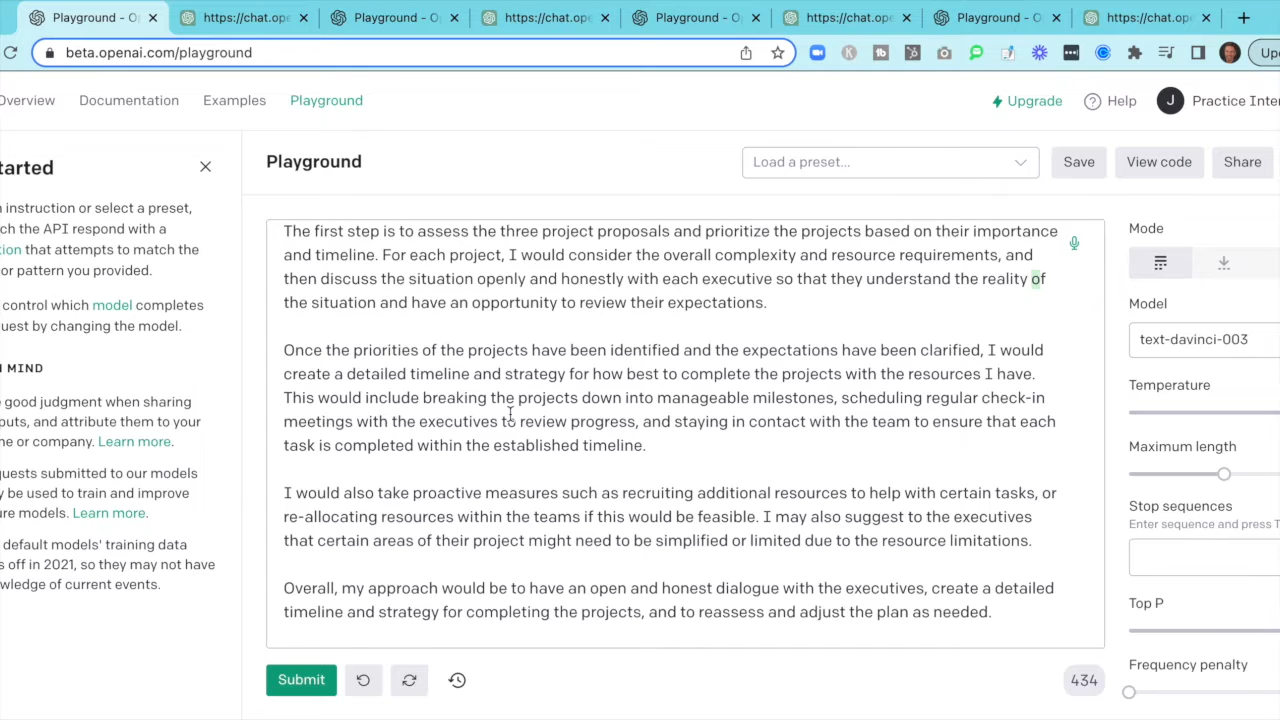 Playground - O
https://chat.ope
Playground - O
https://chat.ope
Playground - O
https://chat.ope
Playground - O
https://chat.ope
beta.openai.com/playground
Overview
Documentation
Examples
Playground
Upgrade
Help
J
Practice Inter
tarted
instruction or select a preset,
ch the API respond with a
tion that attempts to match the
or pattern you provided.
control which model completes
uest by changing the model.
MIND
good judgment when sharing
puts, and attribute them to your
me or company. Learn more.
quests submitted to our models
y be used to train and improve
ure models. Learn more.
default models' training data
s off in 2021, so they may not have
wledge of current events.
Playground
Load a preset...
Save
View code
Share
The first step is to assess the three project proposals and prioritize the projects based on their importance
and timeline. For each project, I would consider the overall complexity and resource requirements, and
then discuss the situation openly and honestly with each executive so that they understand the reality of
the situation and have an opportunity to review their expectations.
Once the priorities of the projects have been identified and the expectations have been clarified, I would
create a detailed timeline and strategy for how best to complete the projects with the resources I have.
This would include breaking the projects down into manageable milestones, scheduling regular check-in
meetings with the executives to review progress, and staying in contact with the team to ensure that each
task is completed within the established timeline.
I would also take proactive measures such as recruiting additional resources to help with certain tasks, or
re-allocating resources within the teams if this would be feasible. I may also suggest to the executives
that certain areas of their project might need to be simplified or limited due to the resource limitations.
Overall, my approach would be to have an open and honest dialogue with the executives, create a detailed
timeline and strategy for completing the projects, and to reassess and adjust the plan as needed.
Submit
434
Mode
Model
text-davinci-003
Temperature
Maximum length
Stop sequences
Enter sequence and press T
Top P
Frequency penalty